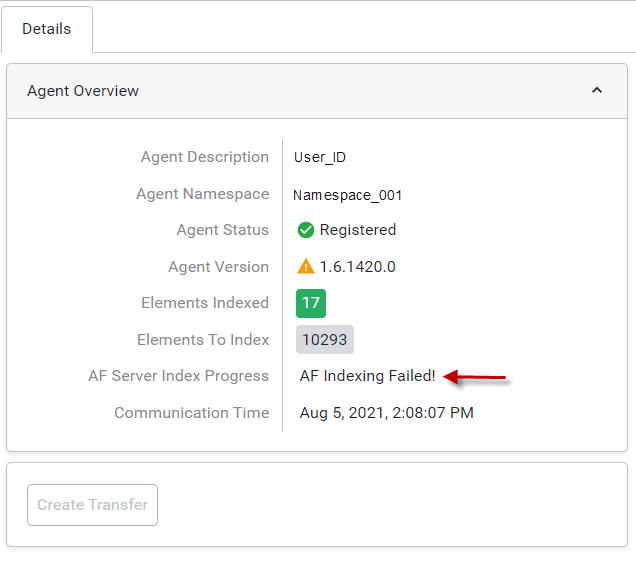 Details
Agent Overview
Agent Description User_ID
Agent Namespace Namespace_001
Agent Status Registered
Agent Version 1.6.1420.0
Elements Indexed 17
Elements To Index 10293
AF Server Index Progress AF Indexing Failed!
Communication Time Aug 5, 2021, 2:08:07 PM
Create Transfer